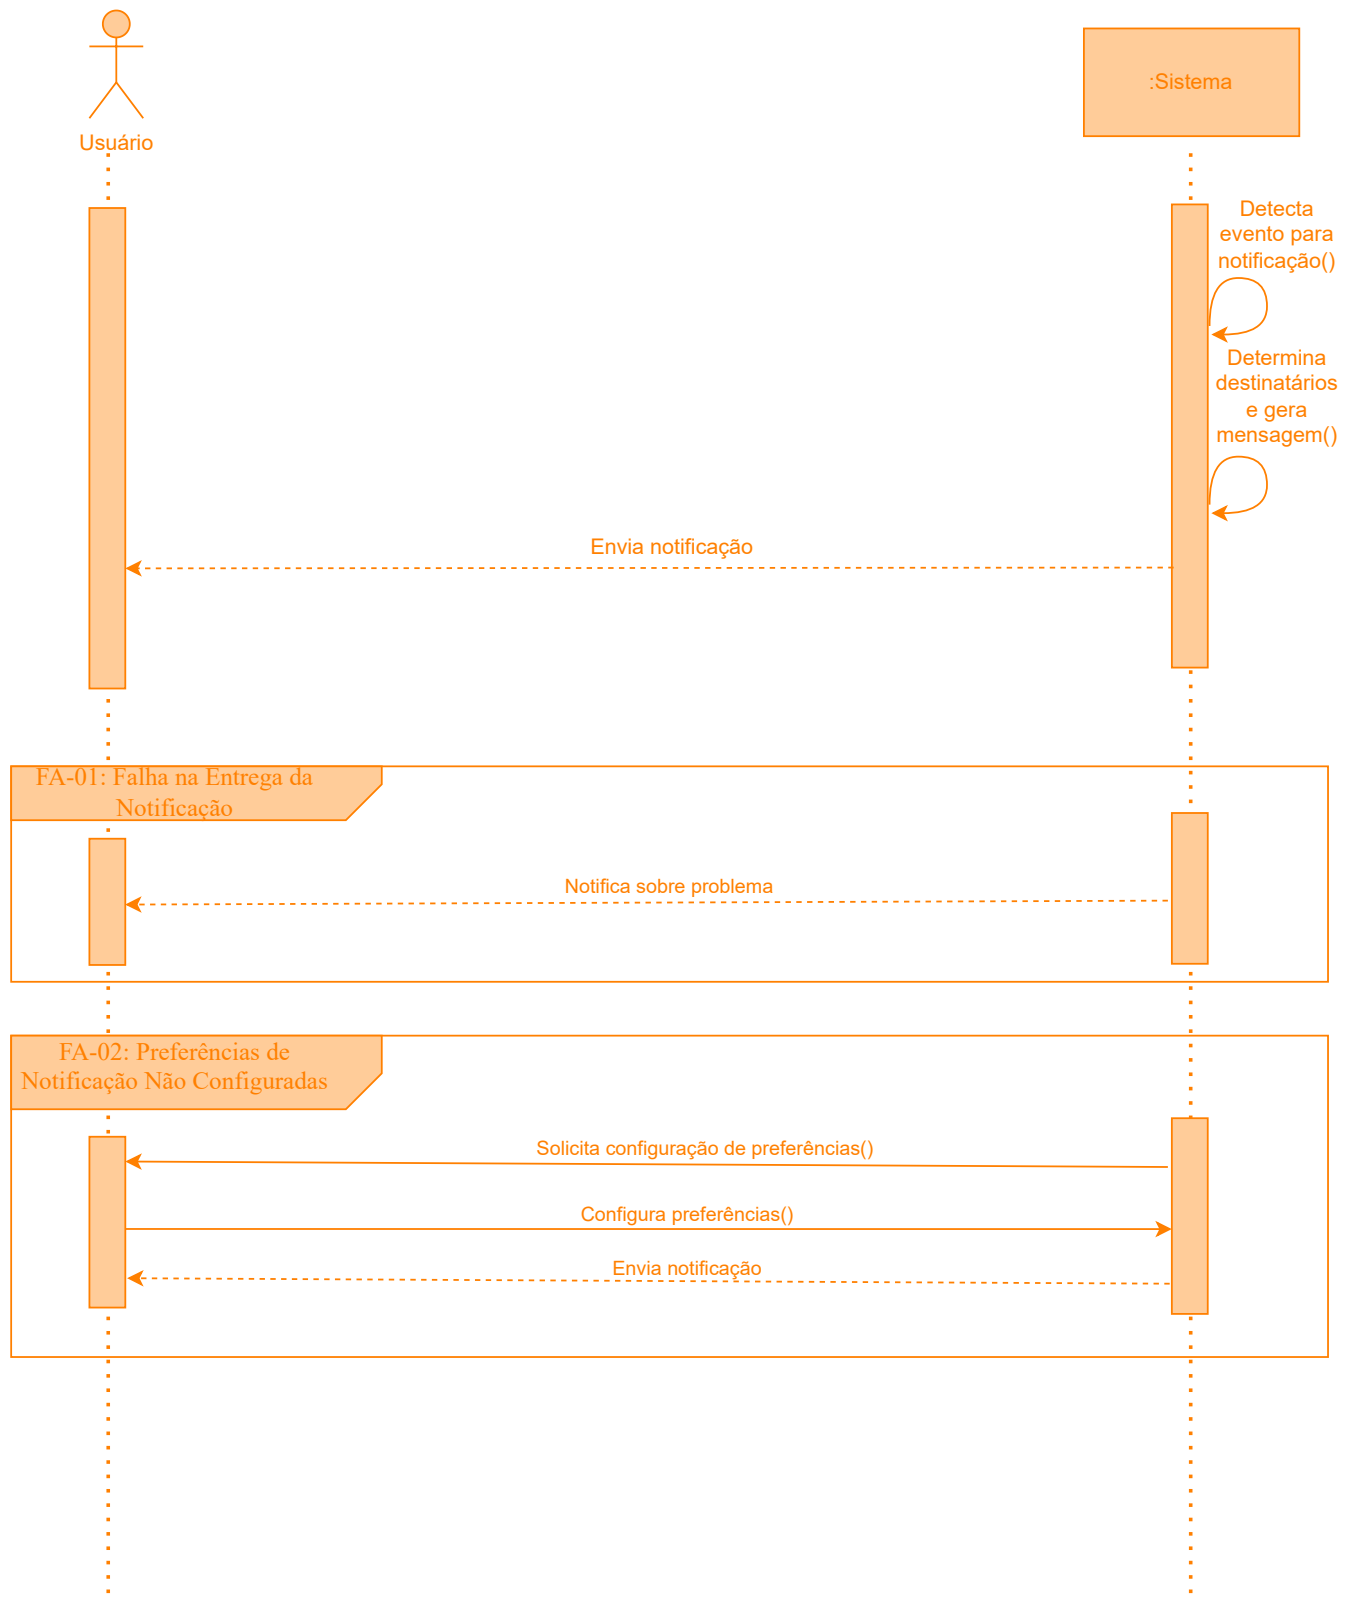 Usuário
:Sistema
Detecta
evento para
notificação()
Determina
destinatários
e gera
mensagem()
Envia notificação
FA-01: Falha na Entrega da
Notificação
Notifica sobre problema
FA-02: Preferências de
Notificação Não Configuradas
Solicita configuração de preferências()
Configura preferências()
Envia notificação